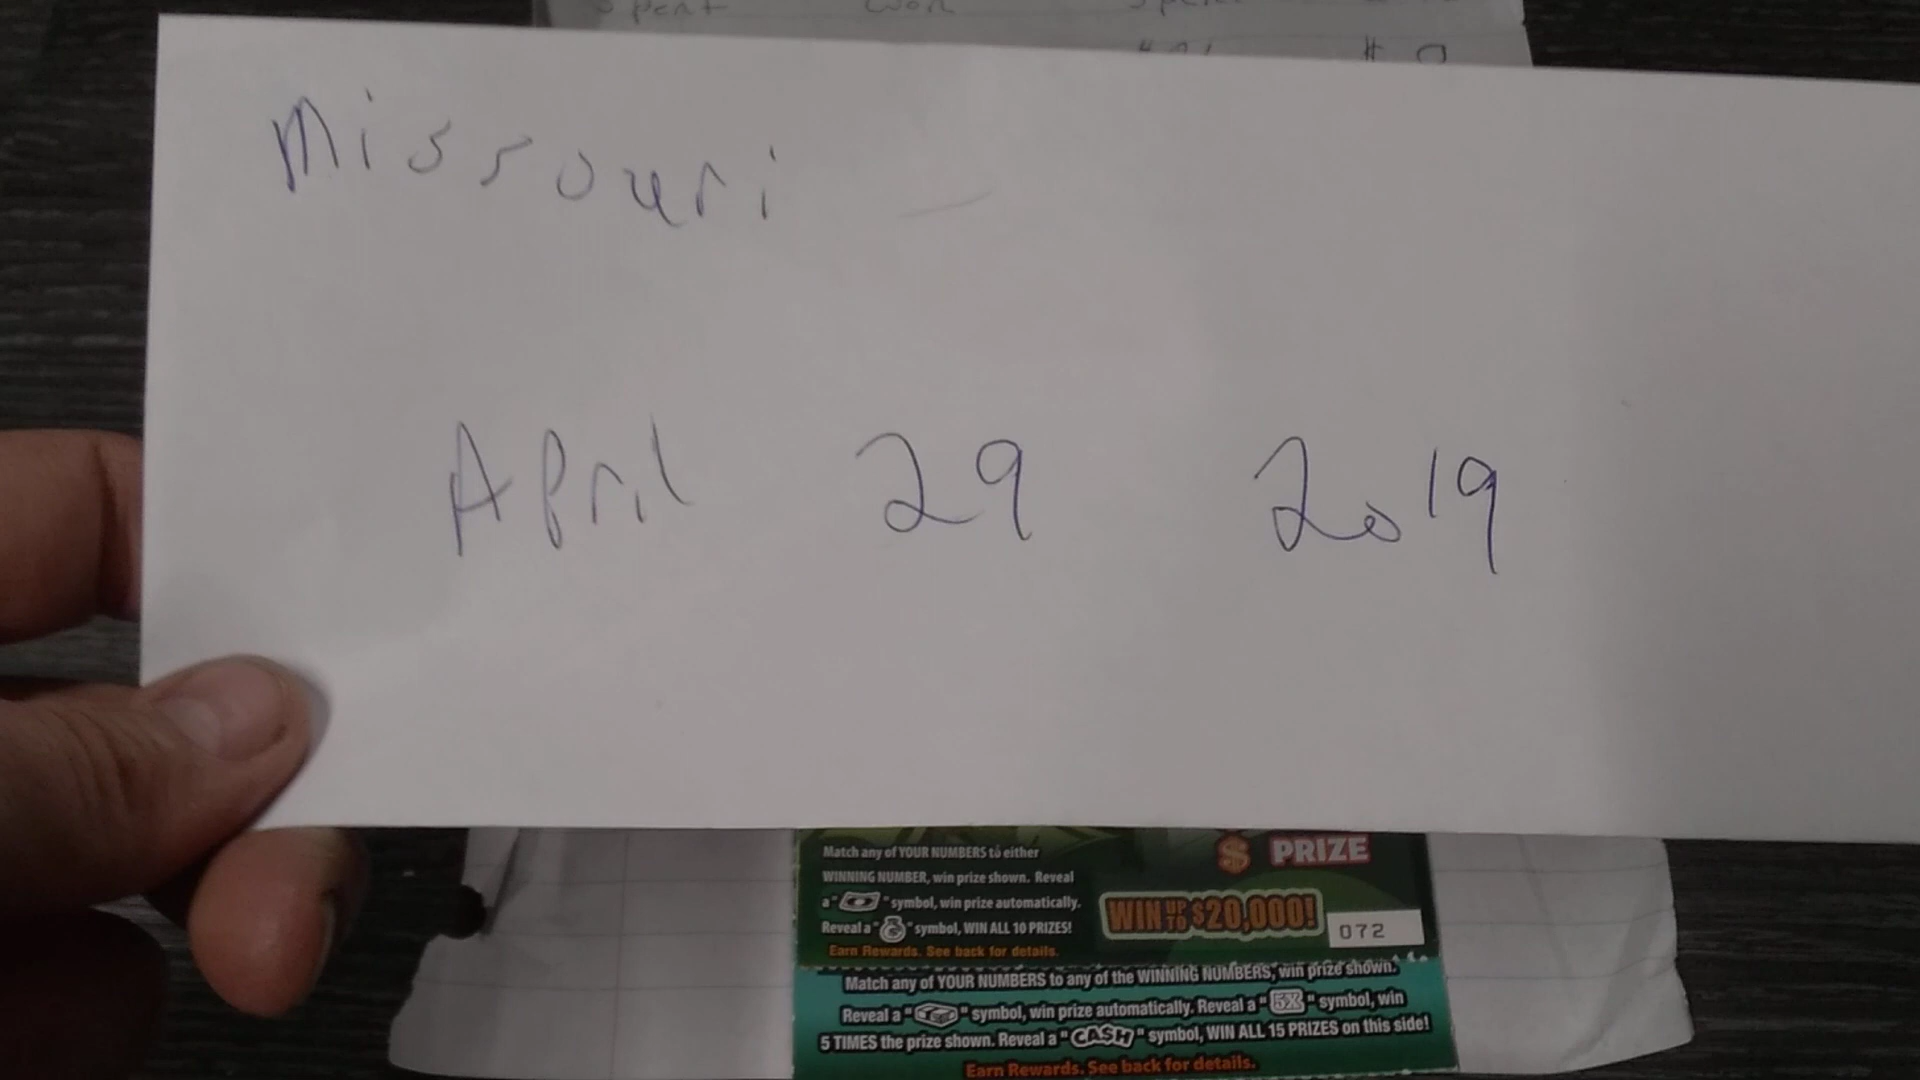 Spent Won Spent
Missouri -
April 29 2019
Match any of YOUR NUMBERS to either
WINNING NUMBER, win prize shown. Reveal
a " " symbol, win prize automatically.
Reveal a " " symbol, WIN ALL 10 PRIZES!
Earn Rewards. See back for details.
$ PRIZE
WIN UP TO $20,000!
072
Match any of YOUR NUMBERS to any of the WINNING NUMBERS, win prize shown.
Reveal a " " symbol, win prize automatically. Reveal a "5X" symbol, win
5 TIMES the prize shown. Reveal a "CASH" symbol, WIN ALL 15 PRIZES on this side!
Earn Rewards. See back for details.